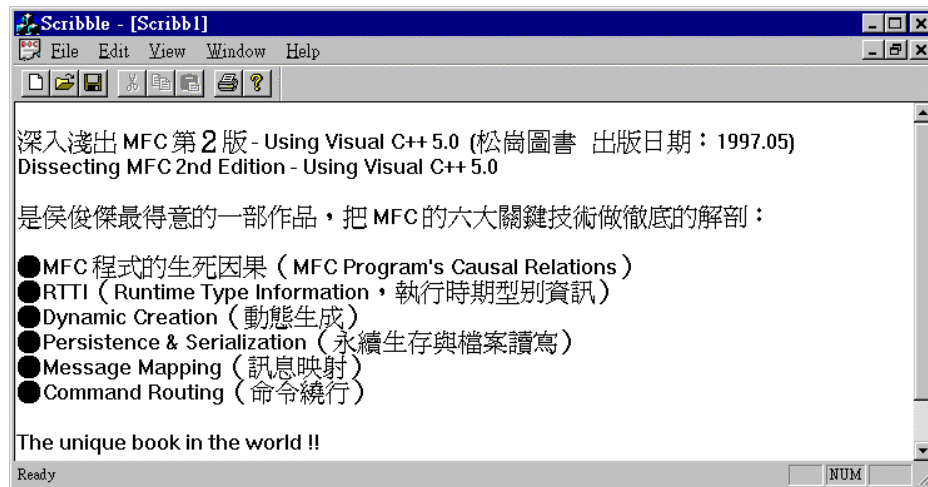 Scribble - [Scribb1]
File Edit View Window Help
深入淺出 MFC 第 2 版 - Using Visual C++ 5.0 (松崗圖書 出版日期：1997.05)
Dissecting MFC 2nd Edition - Using Visual C++ 5.0
是侯俊傑最得意的一部作品，把 MFC 的六大關鍵技術做徹底的解剖：
●MFC 程式的生死因果（MFC Program's Causal Relations）
●RTTI（Runtime Type Information，執行時期型別資訊）
●Dynamic Creation（動態生成）
●Persistence & Serialization（永續生存與檔案讀寫）
●Message Mapping（訊息映射）
●Command Routing（命令繞行）
The unique book in the world !!
Ready NUM